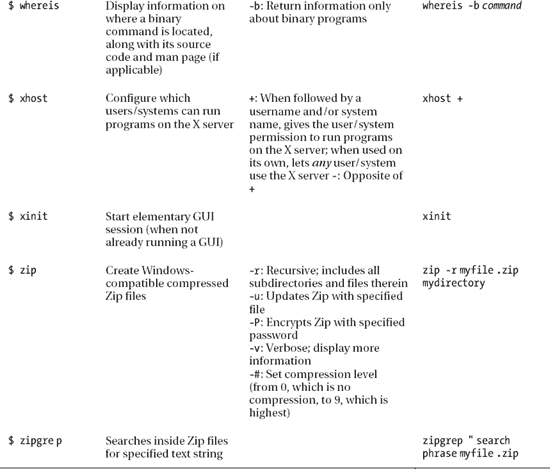 $ whereis
Display information on
where a binary
command is located,
along with its source
code and man page (if
applicable)
-b: Return information only
about binary programs
whereis -b command
$ xhost
Configure which
users/systems can run
programs on the X server
+: When followed by a
username and/or system
name, gives the user/system
permission to run programs
on the X server; when used
on its own, lets any user/system
use the X server -: Opposite of
+
xhost +
$ xinit
Start elementary GUI
session (when not
already running a GUI)
xinit
$ zip
Create Windows-
compatible compressed
Zip files
-r: Recursive; includes all
subdirectories and files therein
-u: Updates Zip with specified
file
-P: Encrypts Zip with specified
password
-v: Verbose; display more
information
-#: Set compression level
(from 0, which is no
compression, to 9, which is
highest)
zip -r myfile.zip
mydirectory
$ zipgrep
Searches inside Zip files
for specified text string
zipgrep " search
phrase myfile.zip